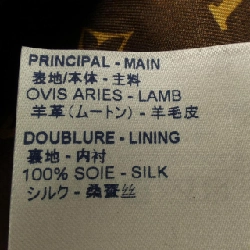 PRINCIPAL - MAIN
表地/本体 - 主料
OVIS ARIES - LAMB
羊革(ムートン) - 羊毛皮
DOUBLURE - LINING
裏地 - 内衬
100% SOIE - SILK
シルク - 桑蚕丝